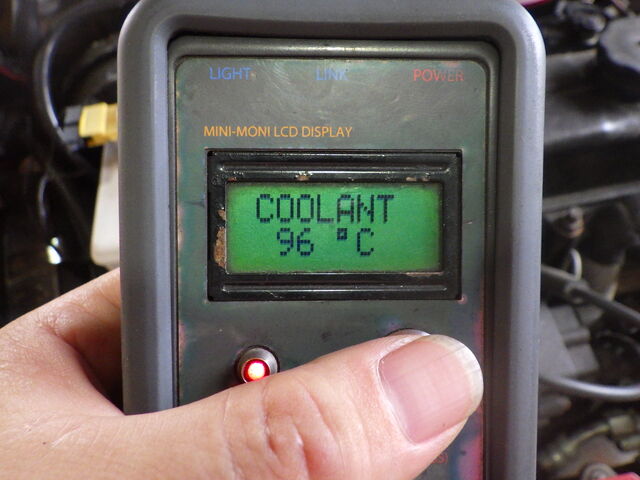 LIGHT LINK POWER
MINI-MONI LCD DISPLAY
COOLANT
96 °C